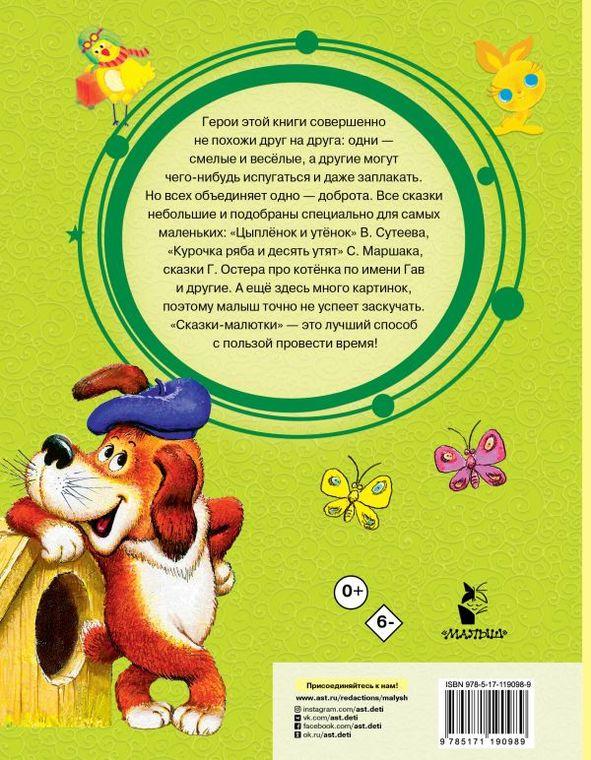 Герои этой книги совершенно
не похожи друг на друга: одни —
смелые и весёлые, а другие могут
чего-нибудь испугаться и даже заплакать.
Но всех объединяет одно — доброта. Все сказки
небольшие и подобраны специально для самых
маленьких: «Цыплёнок и утёнок» В. Сутеева,
«Курочка ряба и десять утят» С. Маршака,
сказки Г. Остера про котёнка по имени Гав
и другие. А ещё здесь много картинок,
поэтому малыш точно не успеет заскучать.
«Сказки-малютки» — это лучший способ
с пользой провести время!
0+
6-
«МАЛЫШ»
Присоединяйтесь к нам!
www.ast.ru/redactions/malysh
instagram.com/ast.deti
vk.com/ast.deti
facebook.com/ast.deti
ok.ru/ast.deti
ISBN 978-5-17-119098-9
9 785171 190989